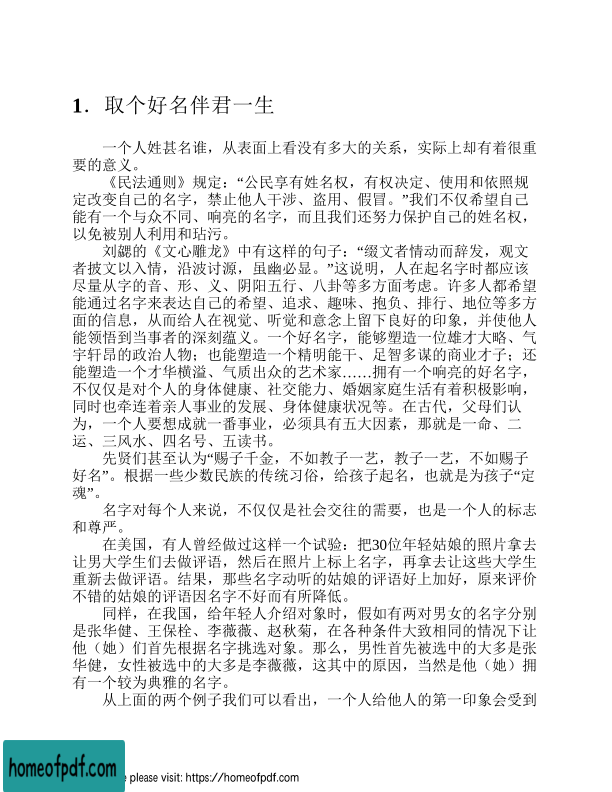 1．取个好名伴君一生
一个人姓甚名谁，从表面上看没有多大的关系，实际上却有着很重
要的意义。
《民法通则》规定：“公民享有姓名权，有权决定、使用和依照规
定改变自己的名字，禁止他人干涉、盗用、假冒。”我们不仅希望自己
能有一个与众不同、响亮的名字，而且我们还努力保护自己的姓名权，
以免被别人利用和玷污。
刘勰的《文心雕龙》中有这样的句子：“缀文者情动而辞发，观文
者披文以入情，沿波讨源，虽幽必显。”这说明，人在起名字时都应该
尽量从字的音、形、义、阴阳五行、八卦等多方面考虑。许多人都希望
能通过名字来表达自己的希望、追求、趣味、抱负、排行、地位等多方
面的信息，从而给人在视觉、听觉和意念上留下良好的印象，并使他人
能领悟到当事者的深刻蕴义。一个好名字，能够塑造一位雄才大略、气
宇轩昂的政治人物；也能塑造一个精明能干、足智多谋的商业才子；还
能塑造一个才华横溢、气质出众的艺术家……拥有一个响亮的好名字，
不仅仅是对个人的身体健康、社交能力、婚姻家庭生活有着积极影响，
同时也牵连着亲人事业的发展、身体健康状况等。在古代，父母们认
为，一个人要想成就一番事业，必须具有五大因素，那就是一命、二
运、三风水、四名号、五读书。
先贤们甚至认为“赐子千金，不如教子一艺，教子一艺，不如赐子
好名”。根据一些少数民族的传统习俗，给孩子起名，也就是为孩子“定
魂”。
名字对每个人来说，不仅仅是社会交往的需要，也是一个人的标志
和尊严。
在美国，有人曾经做过这样一个试验：把30位年轻姑娘的照片拿去
让男大学生们去做评语，然后在照片上标上名字，再拿去让这些大学生
重新去做评语。结果，那些名字动听的姑娘的评语好上加好，原来评价
不错的姑娘的评语因名字不好而有所降低。
同样，在我国，给年轻人介绍对象时，假如有两对男女的名字分别
是张华健、王保栓、李薇薇、赵秋菊，在各种条件大致相同的情况下让
他（她）们首先根据名字挑选对象。那么，男性首先被选中的大多是张
华健，女性被选中的大多是李薇薇，这其中的原因，当然是他（她）拥
有一个较为典雅的名字。
从上面的两个例子我们可以看出，一个人给他人的第一印象会受到
homeofpdf.com
please visit: https://homeofpdf.com